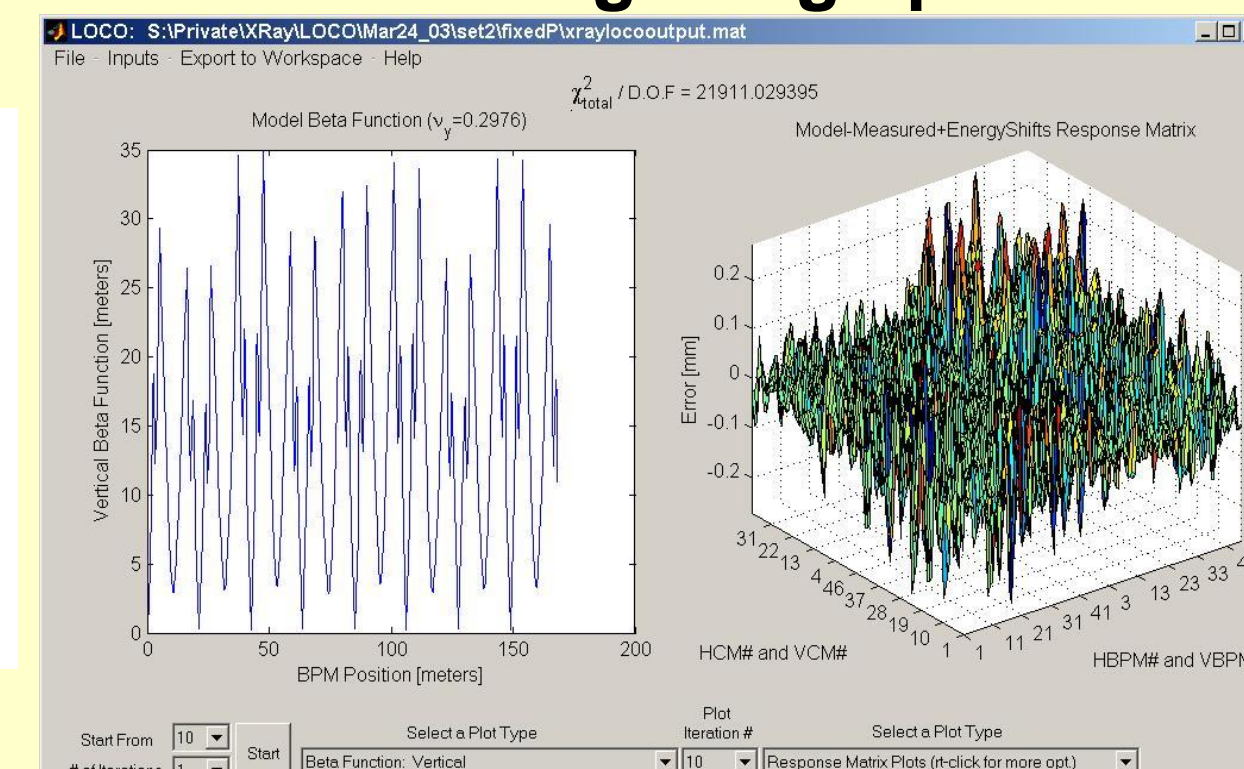 LOCO: S:\Private\XRay\LOCO\Mar24_03\set2\fixedP\xraylocooutput.mat
File - Inputs - Export to Workspace - Help
χ²total / D.O.F = 21911.029395
Model Beta Function (νy=0.2976)
Model-Measured+EnergyShifts Response Matrix
Vertical Beta Function [meters]
35
30
25
20
15
10
5
0
0 50 100 150 200
BPM Position [meters]
Error [mm]
0.2
0.1
0
-0.1
-0.2
31 22 13 4 46 37 28 19 10 1
1 11 21 31 41 3 13 23 33
HCM# and VCM#
HBPM# and
Start From 10
Start
# of Iterations 1
Select a Plot Type
Beta Function: Vertical
Plot
Iteration #
10
Select a Plot Type
Response Matrix Plots (rt-click for more opt.)